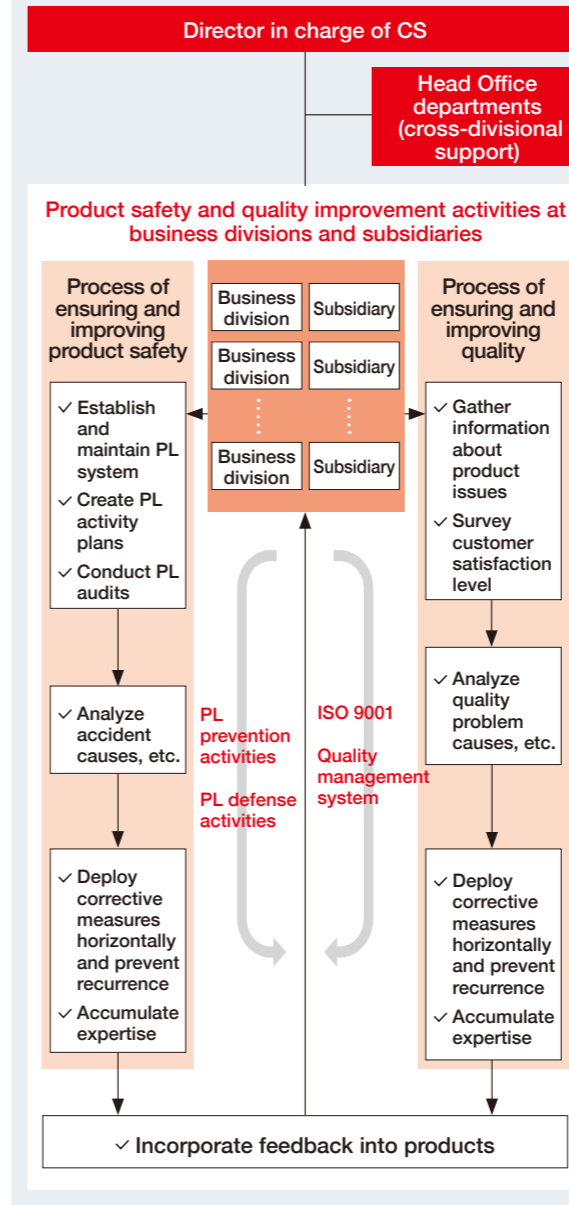 Director in charge of CS
Head Office
departments
(cross-divisional
support)
Product safety and quality improvement activities at
business divisions and subsidiaries
Process of
ensuring and
improving
product safety
✓ Establish
and
maintain PL
system
✓ Create PL
activity
plans
✓ Conduct PL
audits
✓ Analyze
accident
causes, etc.
✓ Deploy
corrective
measures
horizontally
and prevent
recurrence
✓ Accumulate
expertise
Business
division
Subsidiary
Business
division
Subsidiary
Business
division
Subsidiary
PL
prevention
activities
PL defense
activities
ISO 9001
Quality
management
system
Process of
ensuring and
improving
quality
✓ Gather
information
about
product
issues
✓ Survey
customer
satisfaction
level
✓ Analyze
quality
problem
causes, etc.
✓ Deploy
corrective
measures
horizontally
and prevent
recurrence
✓ Accumulate
expertise
✓ Incorporate feedback into products